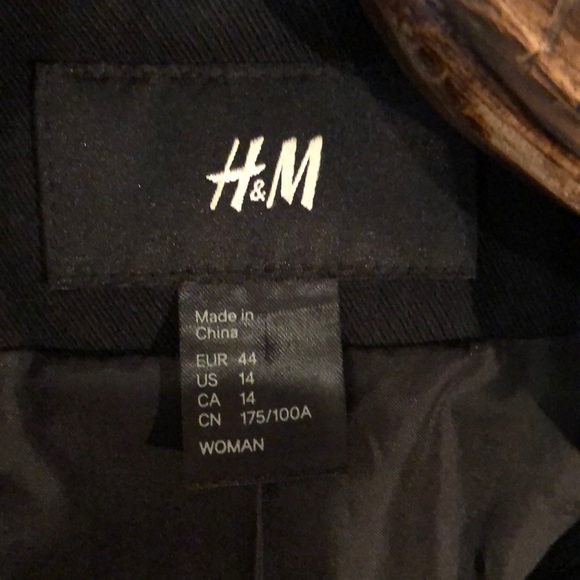 H&M
Made in
China
EUR 44
US 14
CA 14
CN 175/100A
WOMAN